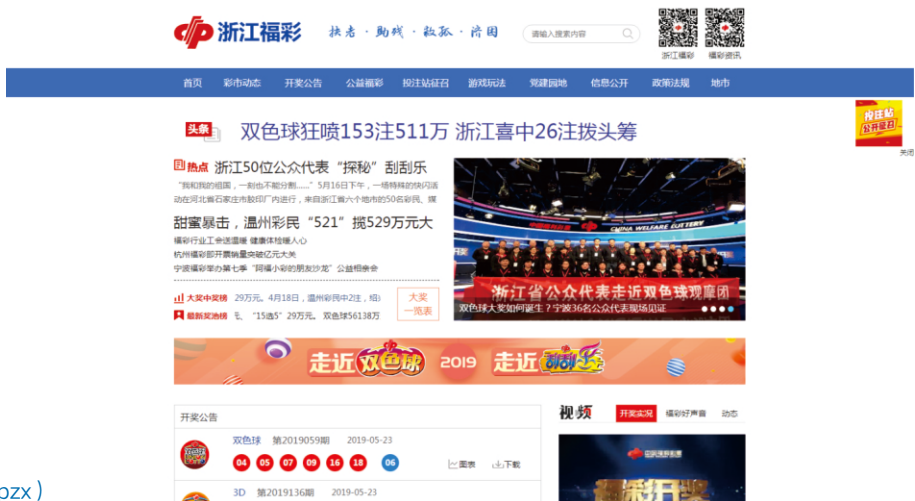 浙江福彩
扶老·助残·救孤·济困
请输入搜索内容
浙江福彩 福彩资讯
首页 彩市动态 开奖公告 公益福彩 投注站征召 游戏玩法 党建园地 信息公开 政策法规 地市
投注站
公开征召
关闭
头条 双色球狂喷153注511万 浙江喜中26注拨头筹
热点 浙江50位公众代表“探秘”刮刮乐
“我和我的祖国，一刻也不能分割......”5月16日下午，一场特殊的快闪活
动在河北省石家庄市胶印厂内进行，来自浙江省六个地市的50名彩民、媒
甜蜜暴击，温州彩民“521”揽529万元大
福彩行业工会送温暖 健康体检暖人心
杭州福彩即开票销量突破亿元大关
宁波福彩举办第七季“阿福小彩的朋友沙龙”公益相亲会
大奖中奖榜 29万元。4月18日，温州彩民中2注，绍兴
最新奖池榜 毛、“15选5”29万元。 双色球56138万
大奖
一览表
CHINA WELFARE LOTTERY
浙江省公众代表走近双色球观摩团
双色球大奖如何诞生？宁波36名公众代表现场见证
走近双色球 2019 走近刮刮乐
开奖公告
双色球 第2019059期 2019-05-23
04 05 07 09 16 18 06
图表 下载
3D 第2019136期 2019-05-23
视频 开奖实况 福彩好声音 动态
中国福利彩票
福彩开奖
pzx）